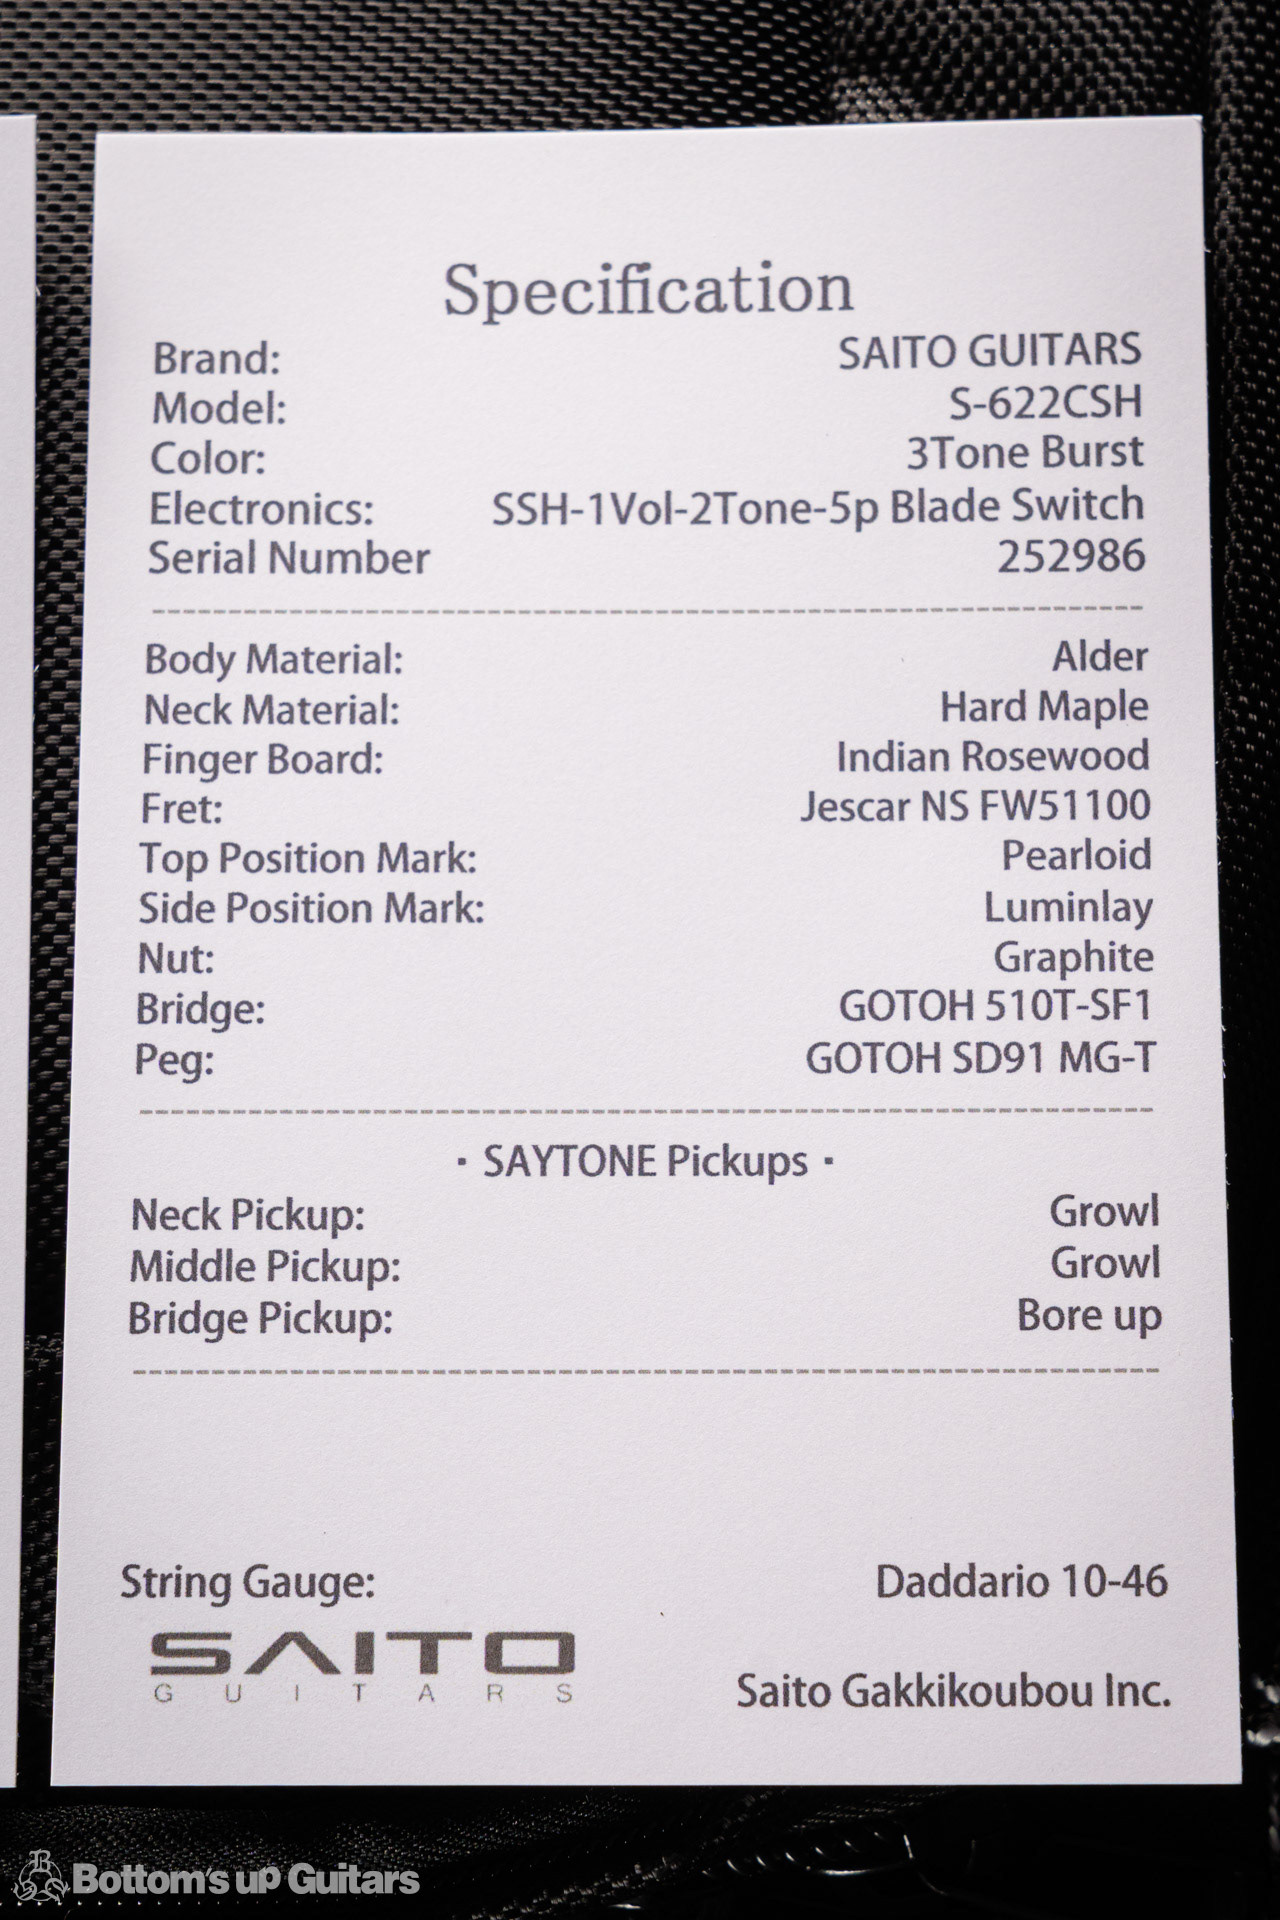 Specification
Brand: SAITO GUITARS
Model: S-622CSH
Color: 3Tone Burst
Electronics: SSH-1Vol-2Tone-5p Blade Switch
Serial Number 252986
Body Material: Alder
Neck Material: Hard Maple
Finger Board: Indian Rosewood
Fret: Jescar NS FW51100
Top Position Mark: Pearloid
Side Position Mark: Luminlay
Nut: Graphite
Bridge: GOTOH 510T-SF1
Peg: GOTOH SD91 MG-T
· SAYTONE Pickups ·
Neck Pickup: Growl
Middle Pickup: Growl
Bridge Pickup: Bore up
String Gauge: Daddario 10-46
SAITO
GUITARS
Saito Gakkikoubou Inc.
Bottom's up Guitars